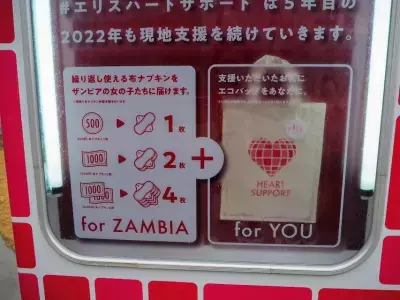 #エリスハートサポート は5年目の
2022年も現地支援を続けていきます。
繰り返し使える布ナプキンを
ザンビアの女の子たちに届けます。
500
1枚
1000
2枚
1000
1000
4枚
for ZAMBIA
+
支援いただいたお
エコバッグをあなたに。
HEART
SUPPORT
for YOU